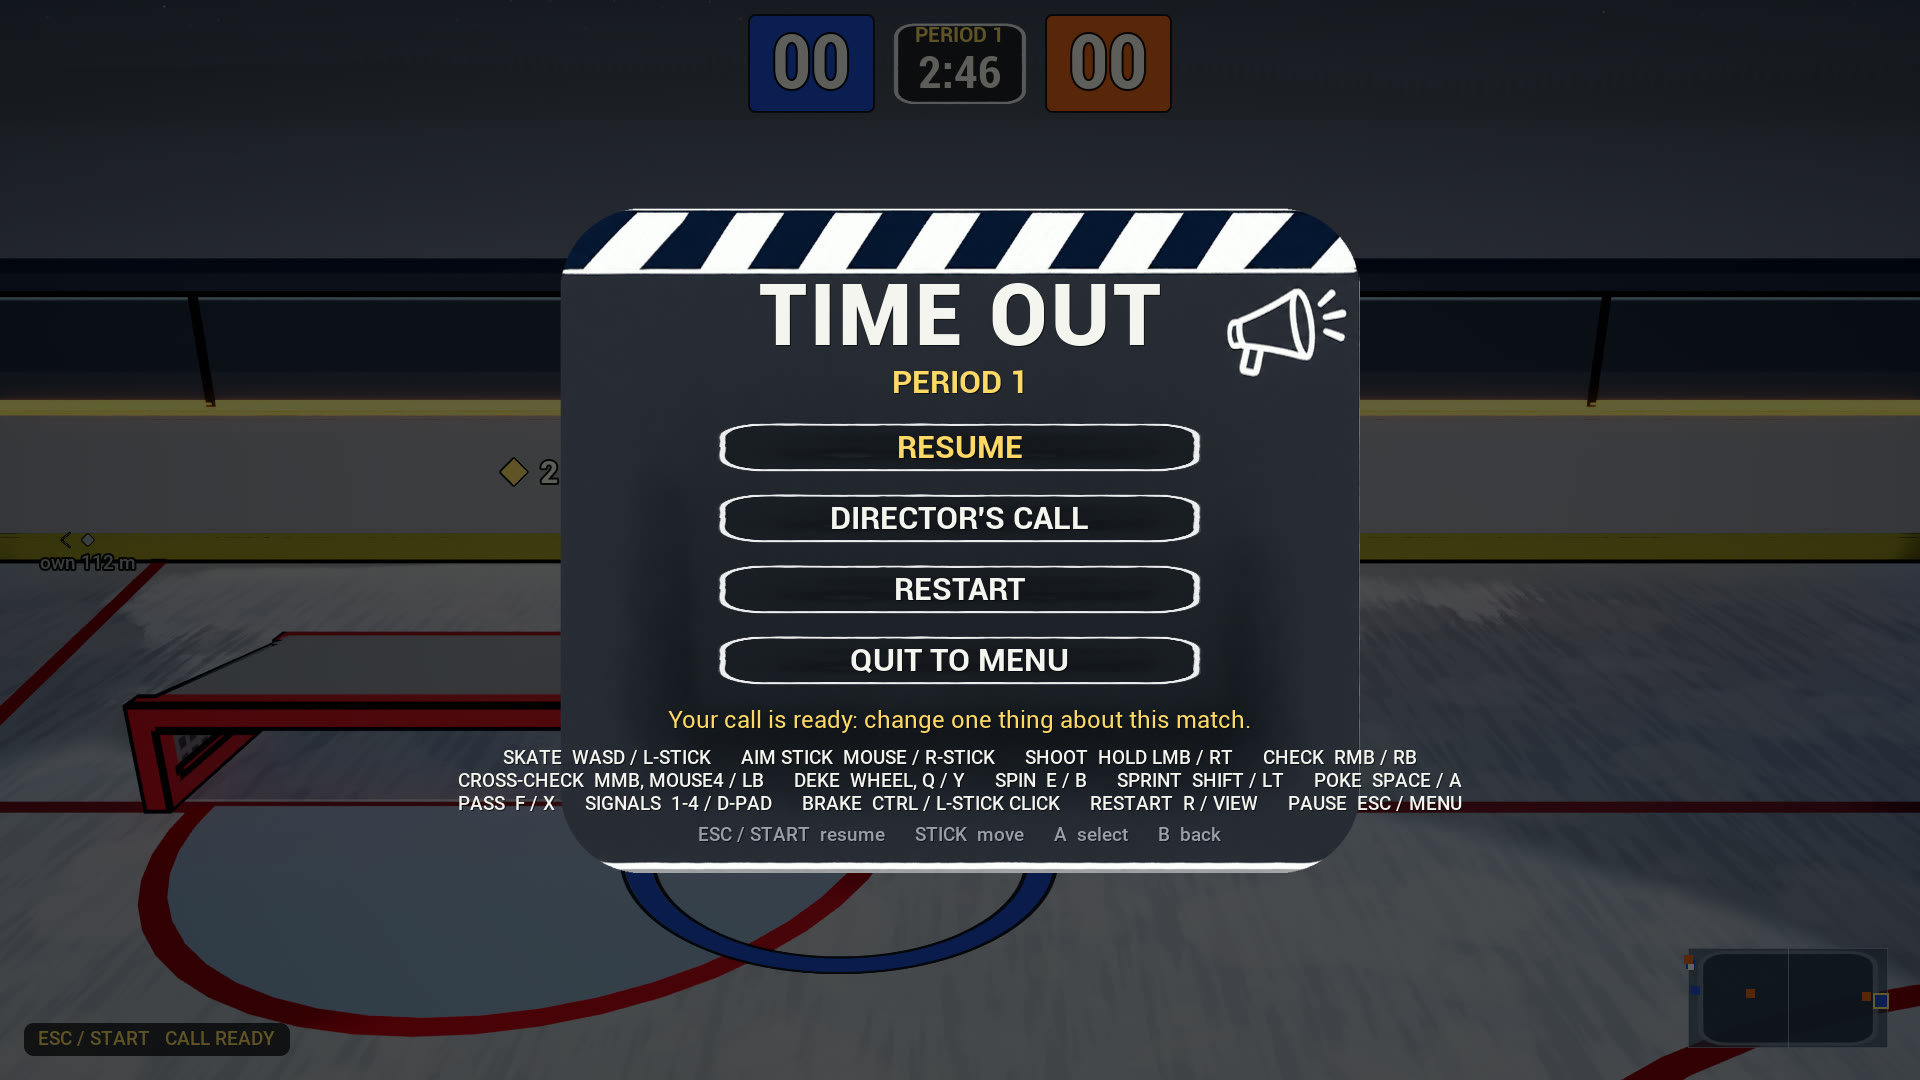 00
PERIOD 1
2:46
00
TIME OUT
PERIOD 1
RESUME
DIRECTOR'S CALL
RESTART
QUIT TO MENU
2
< own 112 m
Your call is ready: change one thing about this match.
SKATE WASD / L-STICK AIM STICK MOUSE / R-STICK SHOOT HOLD LMB / RT CHECK RMB / RB
CROSS-CHECK MMB, MOUSE4 / LB DEKE WHEEL, Q / Y SPIN E / B SPRINT SHIFT / LT POKE SPACE / A
PASS F / X SIGNALS 1-4 / D-PAD BRAKE CTRL / L-STICK CLICK RESTART R / VIEW PAUSE ESC / MENU
ESC / START resume STICK move A select B back
ESC / START CALL READY